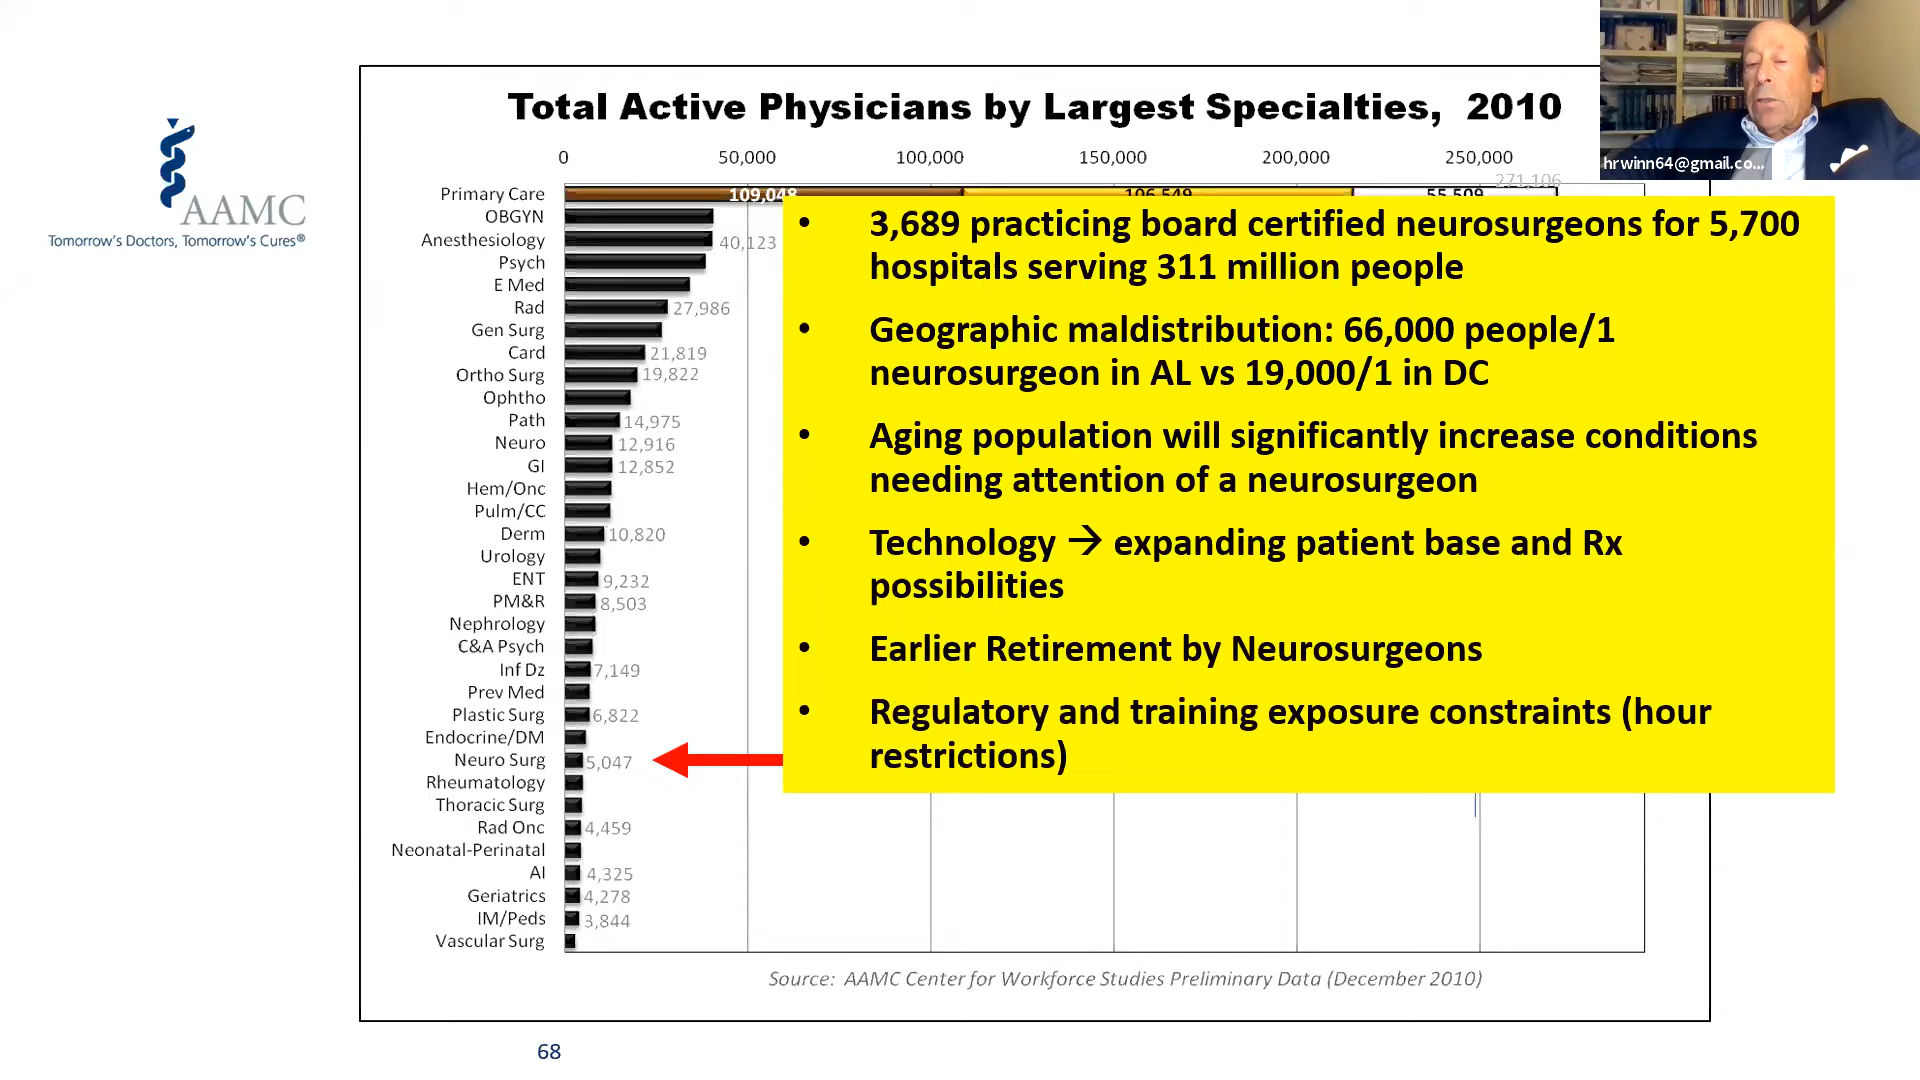 Total Active Physicians by Largest Specialties, 2010
AAMC
Tomorrow's Doctors, Tomorrow's Cures®
hrwinn64@gmail.co...
0 50,000 100,000 150,000 200,000 250,000
271,106
Primary Care 109,048 106,549 55,509
OBGYN
Anesthesiology 40,123
Psych
E Med
Rad 27,986
Gen Surg
Card 21,819
Ortho Surg 19,822
Ophtho
Path 14,975
Neuro 12,916
GI 12,852
Hem/Onc
Pulm/CC
Derm 10,820
Urology
ENT 9,232
PM&R 8,503
Nephrology
C&A Psych
Inf Dz 7,149
Prev Med
Plastic Surg 6,822
Endocrine/DM
Neuro Surg 5,047
Rheumatology
Thoracic Surg
Rad Onc 4,459
Neonatal-Perinatal
AI 4,325
Geriatrics 4,278
IM/Peds 3,844
Vascular Surg
• 3,689 practicing board certified neurosurgeons for 5,700
hospitals serving 311 million people
• Geographic maldistribution: 66,000 people/1
neurosurgeon in AL vs 19,000/1 in DC
• Aging population will significantly increase conditions
needing attention of a neurosurgeon
• Technology → expanding patient base and Rx
possibilities
• Earlier Retirement by Neurosurgeons
• Regulatory and training exposure constraints (hour
restrictions)
Source: AAMC Center for Workforce Studies Preliminary Data (December 2010)
68